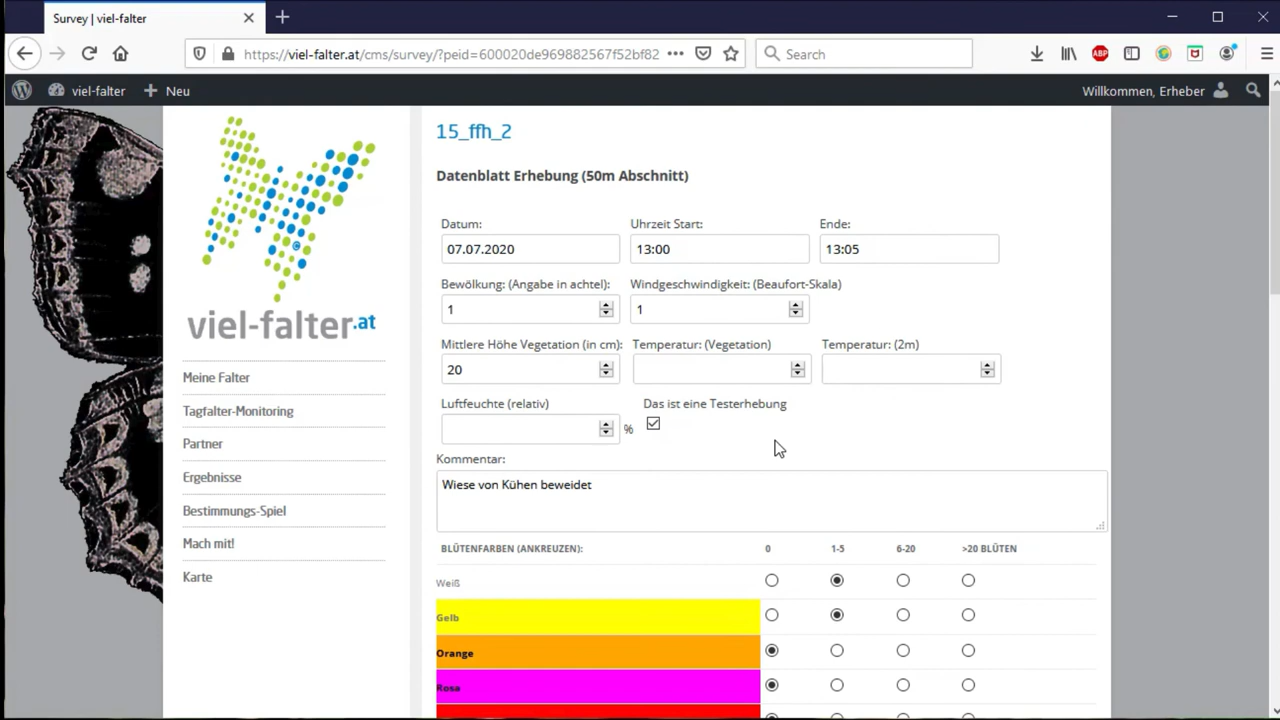 Survey | viel-falter
https://viel-falter.at/cms/survey/?peid=600020de969882567f52bf82
Search
ABP
viel-falter
Neu
Willkommen, Erheber
viel-falter.at
Meine Falter
Tagfalter-Monitoring
Partner
Ergebnisse
Bestimmungs-Spiel
Mach mit!
Karte
15_ffh_2
Datenblatt Erhebung (50m Abschnitt)
Datum: Uhrzeit Start: Ende:
07.07.2020 13:00 13:05
Bewölkung: (Angabe in achtel): Windgeschwindigkeit: (Beaufort-Skala)
1 1
Mittlere Höhe Vegetation (in cm): Temperatur: (Vegetation) Temperatur: (2m)
20
Luftfeuchte (relativ) Das ist eine Testerhebung
%
Kommentar:
Wiese von Kühen beweidet
BLÜTENFARBEN (ANKREUZEN): 0 1-5 6-20 >20 BLÜTEN
Weiß
Gelb
Orange
Rosa